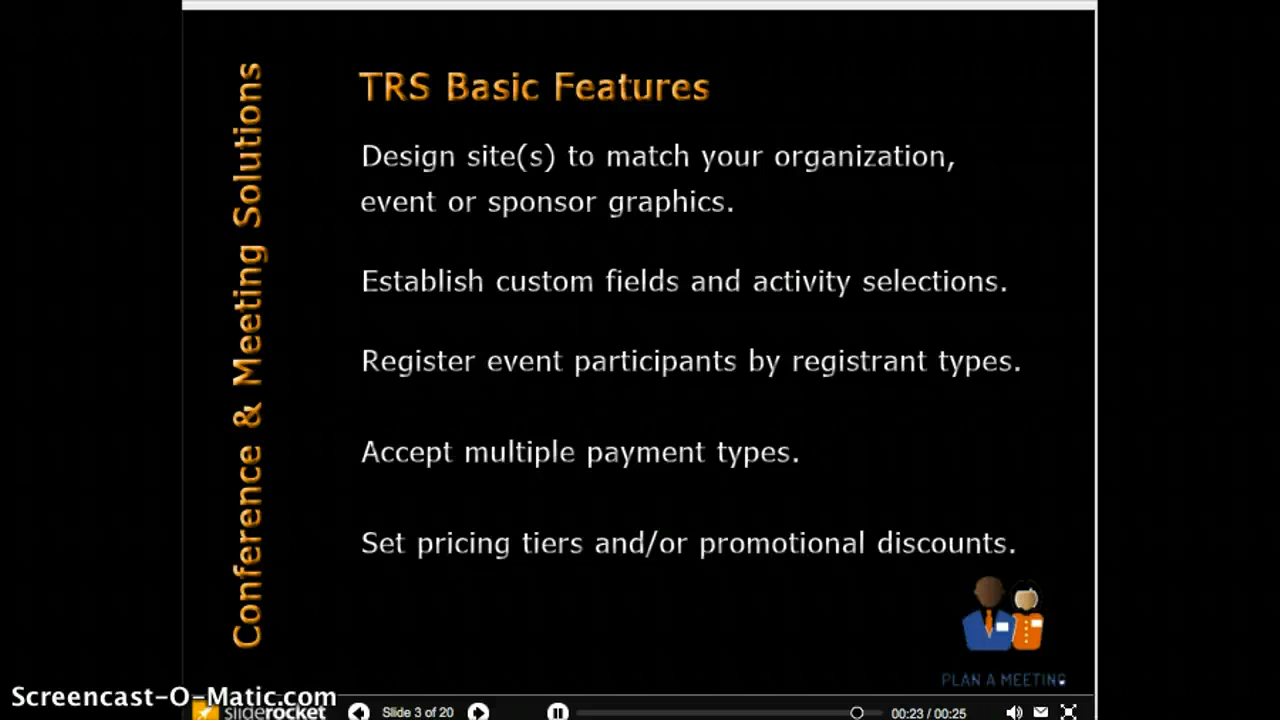 Conference & Meeting Solutions
TRS Basic Features
Design site(s) to match your organization,
event or sponsor graphics.
Establish custom fields and activity selections.
Register event participants by registrant types.
Accept multiple payment types.
Set pricing tiers and/or promotional discounts.
PLAN A MEETING
Screencast-O-Matic.com
sliderocket
Slide 3 of 20
00:23 / 00:25